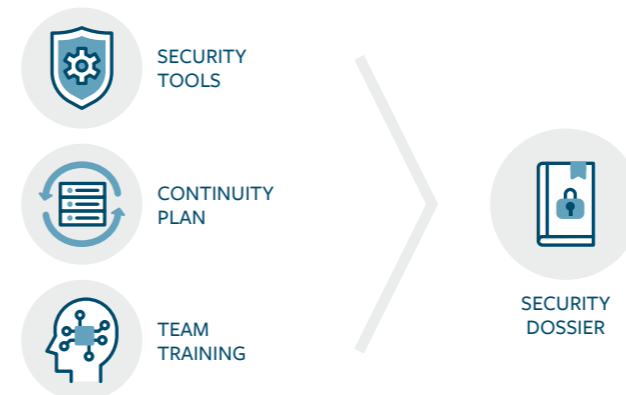 SECURITY
TOOLS
CONTINUITY
PLAN
TEAM
TRAINING
SECURITY
DOSSIER